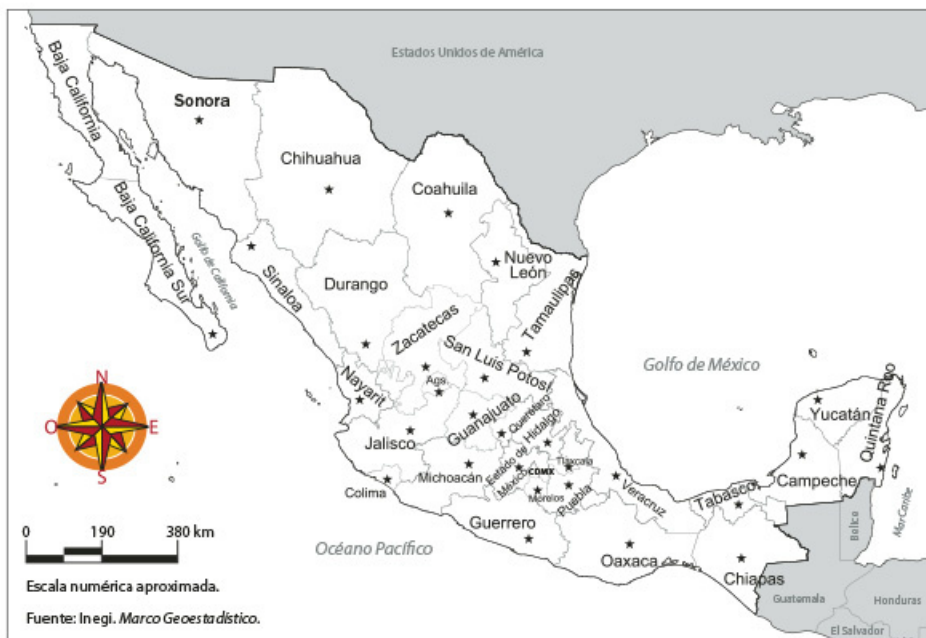 Estados Unidos de América
Baja California
Sonora
Chihuahua
Coahuila
Baja California Sur
Golfo de California
Sinaloa
Nuevo
León
Durango
Tamaulipas
Zacatecas
San Luis Potosí
Golfo de México
Nayarit
Ags.
Guanajuato
Querétaro
Hidalgo
Yucatán
Quintana Roo
Jalisco
Michoacán
Estado de
México
CDMX
Tlaxcala
Campeche
Colima
Morelos
Puebla
Veracruz
Tabasco
Mar Caribe
Belice
Guerrero
Océano Pacífico
Oaxaca
Chiapas
Guatemala
Honduras
El Salvador
N
O
E
S
0 190 380 km
Escala numérica aproximada.
Fuente: Inegi. Marco Geoestadístico.